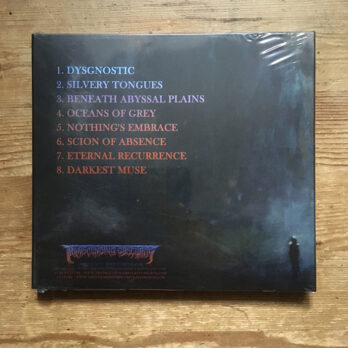 1. DYSGNOSTIC
2. SILVERY TONGUES
3. BENEATH ABYSSAL PLAINS
4. OCEANS OF GREY
5. NOTHING'S EMBRACE
6. SCION OF ABSENCE
7. ETERNAL RECURRENCE
8. DARKEST MUSE